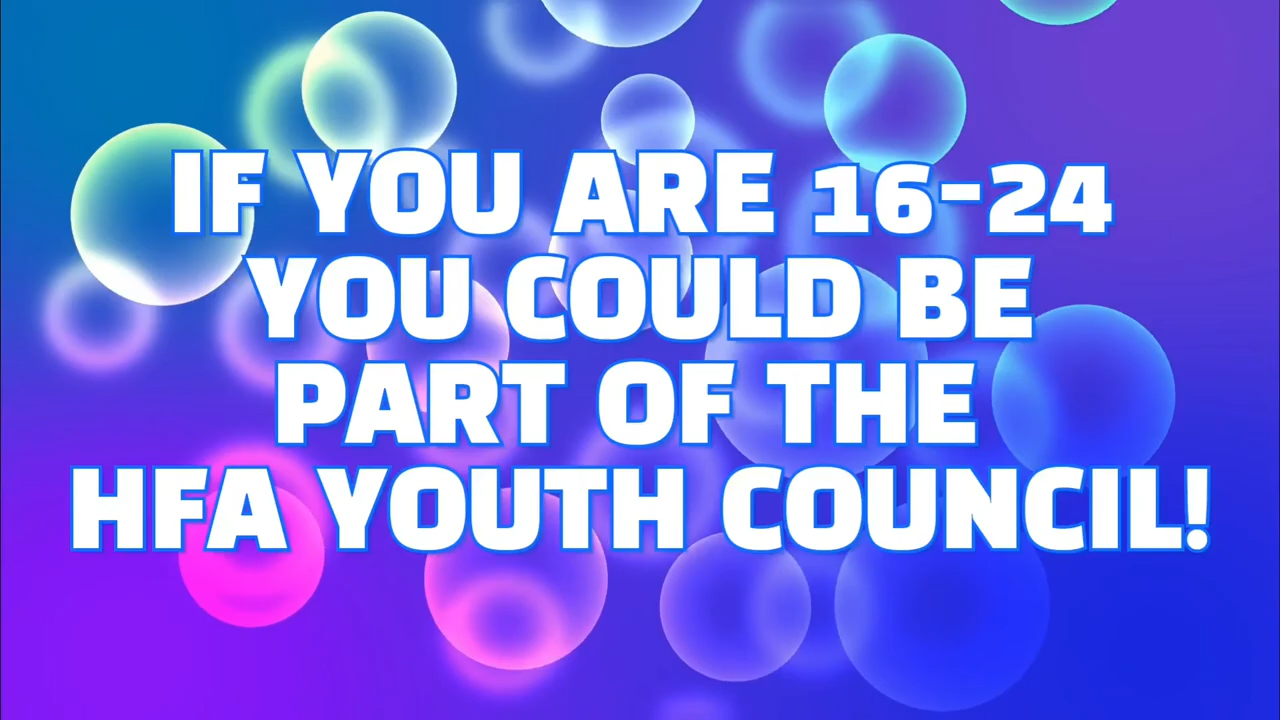 IF YOU ARE 16-24
YOU COULD BE
PART OF THE
HFA YOUTH COUNCIL!